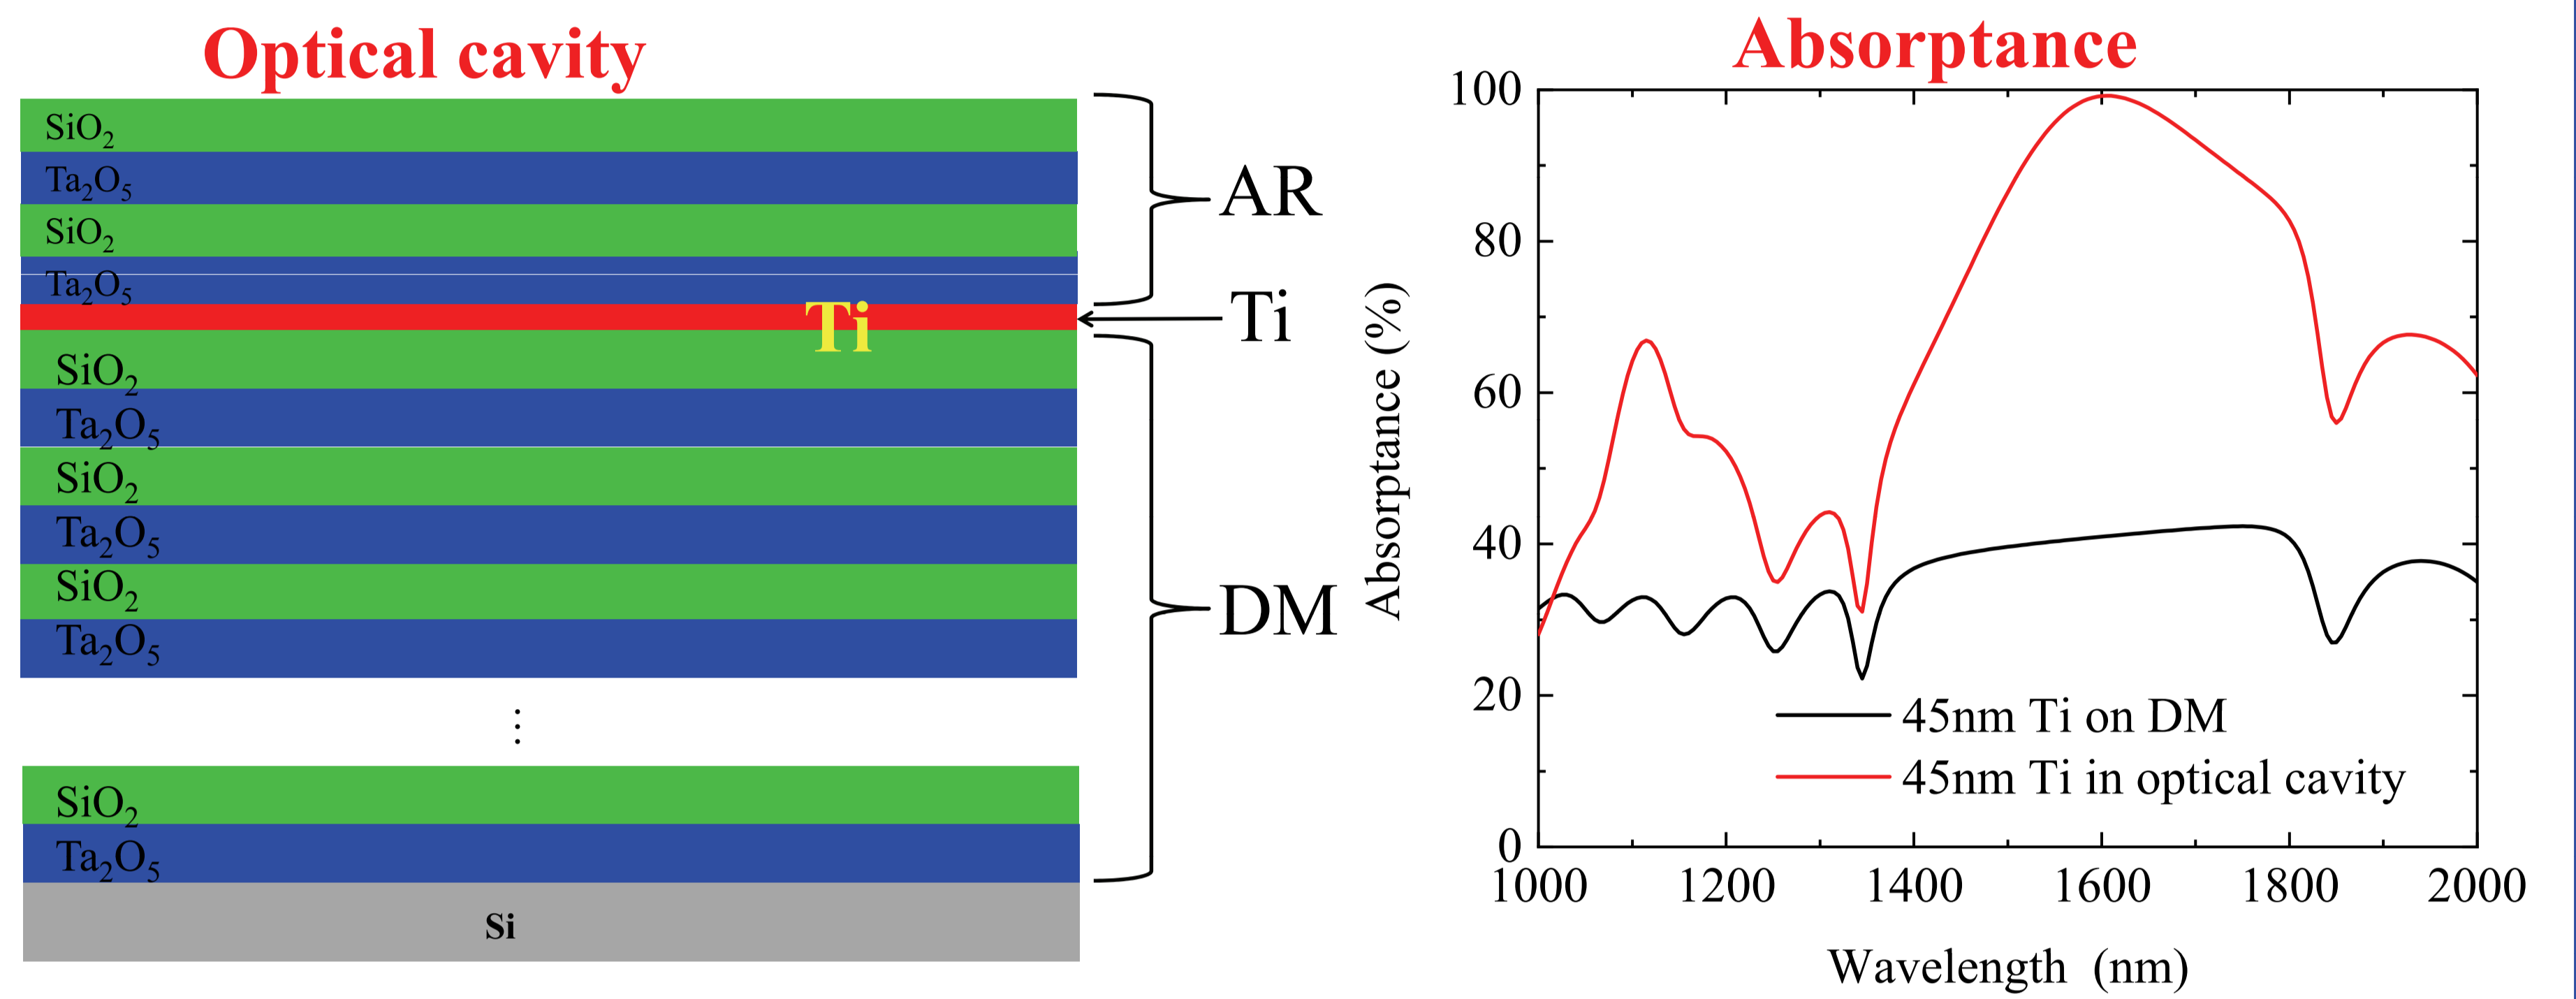 Optical cavity
SiO₂
Ta₂O₅
SiO₂
Ta₂O₅
Ti
SiO₂
Ta₂O₅
SiO₂
Ta₂O₅
SiO₂
Ta₂O₅
⋮
SiO₂
Ta₂O₅
Si
AR
Ti
DM
Absorptance
Absorptance (%)
100
80
60
40
20
0
45nm Ti on DM
45nm Ti in optical cavity
1000 1200 1400 1600 1800 2000
Wavelength (nm)